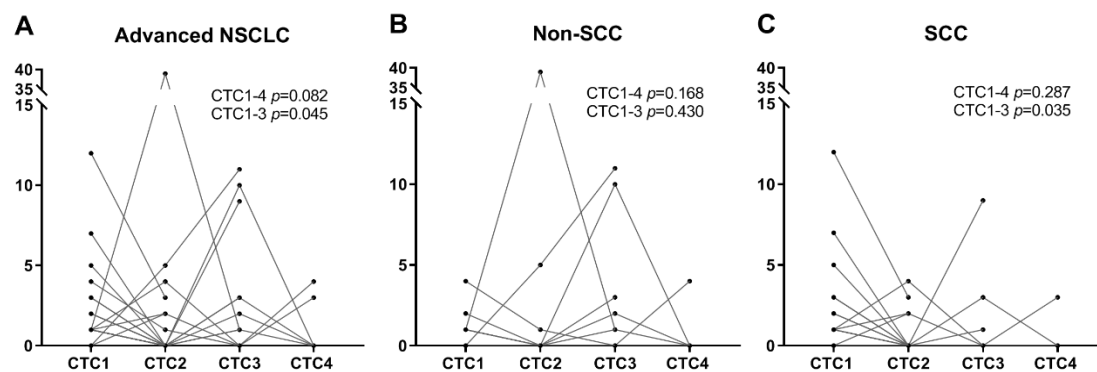 A
Advanced NSCLC
40
35
15
10
5
0
CTC1-4 p=0.082
CTC1-3 p=0.045
CTC1 CTC2 CTC3 CTC4
B
Non-SCC
40
35
15
10
5
0
CTC1-4 p=0.168
CTC1-3 p=0.430
CTC1 CTC2 CTC3 CTC4
C
SCC
40
35
15
10
5
0
CTC1-4 p=0.287
CTC1-3 p=0.035
CTC1 CTC2 CTC3 CTC4